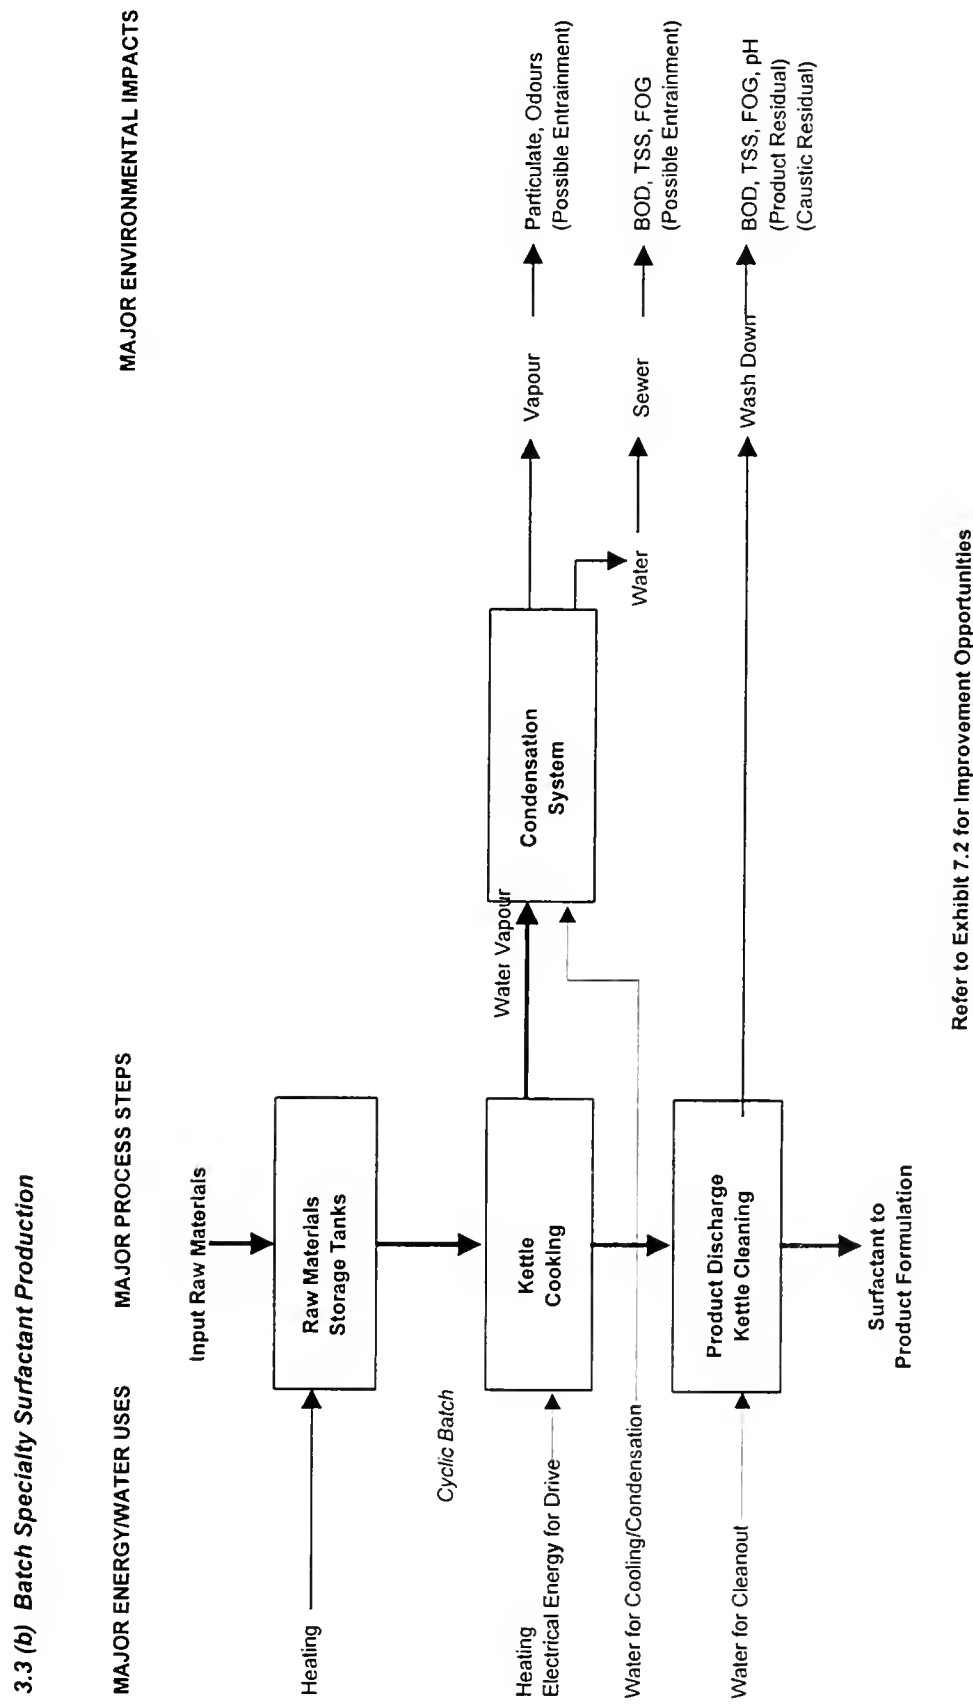 3.3 (b) Batch Specialty Surfactant Production
MAJOR ENERGY/WATER USES
MAJOR PROCESS STEPS
MAJOR ENVIRONMENTAL IMPACTS
Input Raw Materials
Heating
Raw Materials
Storage Tanks
Cyclic Batch
Heating
Electrical Energy for Drive
Kettle
Cooking
Water Vapour
Condensation
System
Vapour
Particulate, Odours
(Possible Entrainment)
Water for Cooling/Condensation
Water
Sewer
BOD, TSS, FOG
(Possible Entrainment)
Water for Cleanout
Product Discharge
Kettle Cleaning
Wash Down
BOD, TSS, FOG, pH
(Product Residual)
(Caustic Residual)
Surfactant to
Product Formulation
Refer to Exhibit 7.2 for Improvement Opportunities